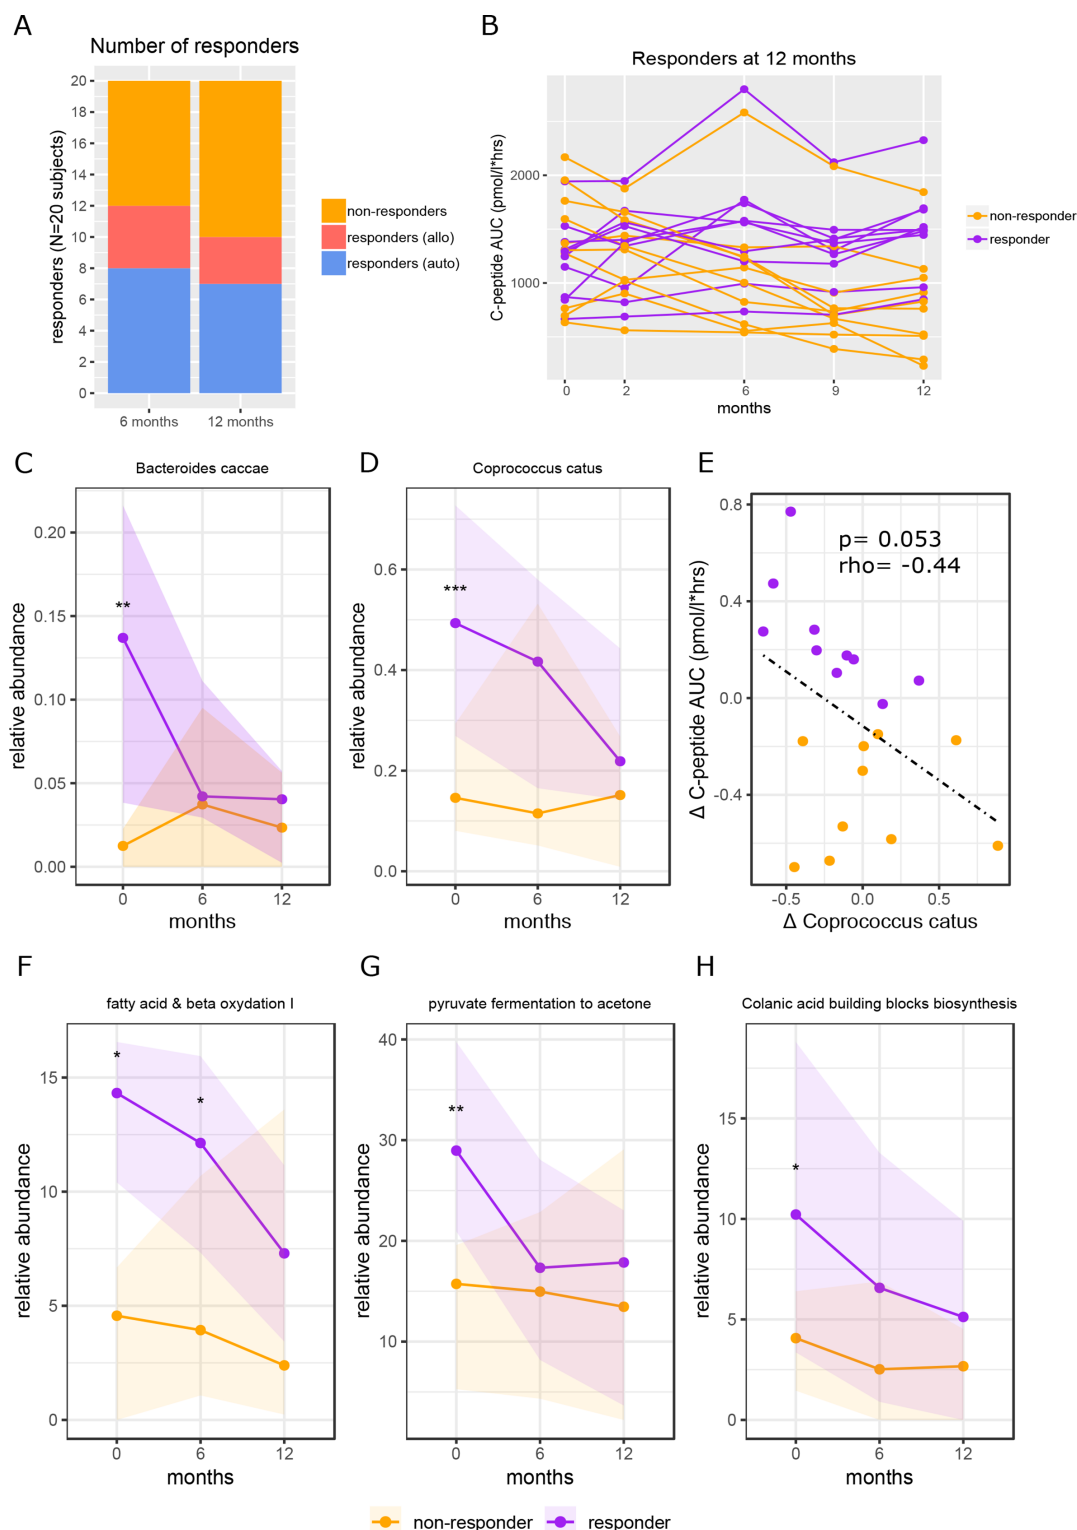 A
Number of responders
responders (N=20 subjects)
20
18
16
14
12
10
8
6
4
2
0
6 months
12 months
non-responders
responders (allo)
responders (auto)
B
Responders at 12 months
C-peptide AUC (pmol/l*hrs)
2000
1000
0
2
6
9
12
months
non-responder
responder
C
Bacteroides caccae
relative abundance
0.20
0.15
0.10
0.05
0.00
**
0
6
12
months
D
Coprococcus catus
relative abundance
0.6
0.4
0.2
0.0
***
0
6
12
months
E
Δ C-peptide AUC (pmol/l*hrs)
0.8
0.4
0.0
-0.4
p= 0.053
rho= -0.44
-0.5
0.0
0.5
Δ Coprococcus catus
F
fatty acid & beta oxydation I
relative abundance
15
10
5
0
*
*
0
6
12
months
G
pyruvate fermentation to acetone
relative abundance
40
30
20
10
**
0
6
12
months
H
Colanic acid building blocks biosynthesis
relative abundance
15
10
5
0
*
0
6
12
months
non-responder
responder